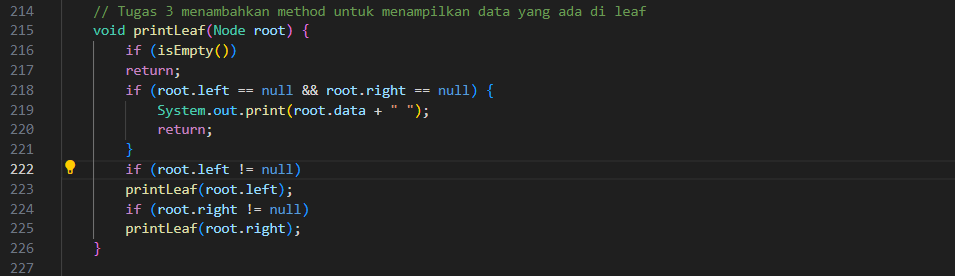 214 // Tugas 3 menambahkan method untuk menampilkan data yang ada di leaf
215 void printLeaf(Node root) {
216 if (isEmpty())
217 return;
218 if (root.left == null && root.right == null) {
219 System.out.print(root.data + " ");
220 return;
221 }
222 if (root.left != null)
223 printLeaf(root.left);
224 if (root.right != null)
225 printLeaf(root.right);
226 }
227